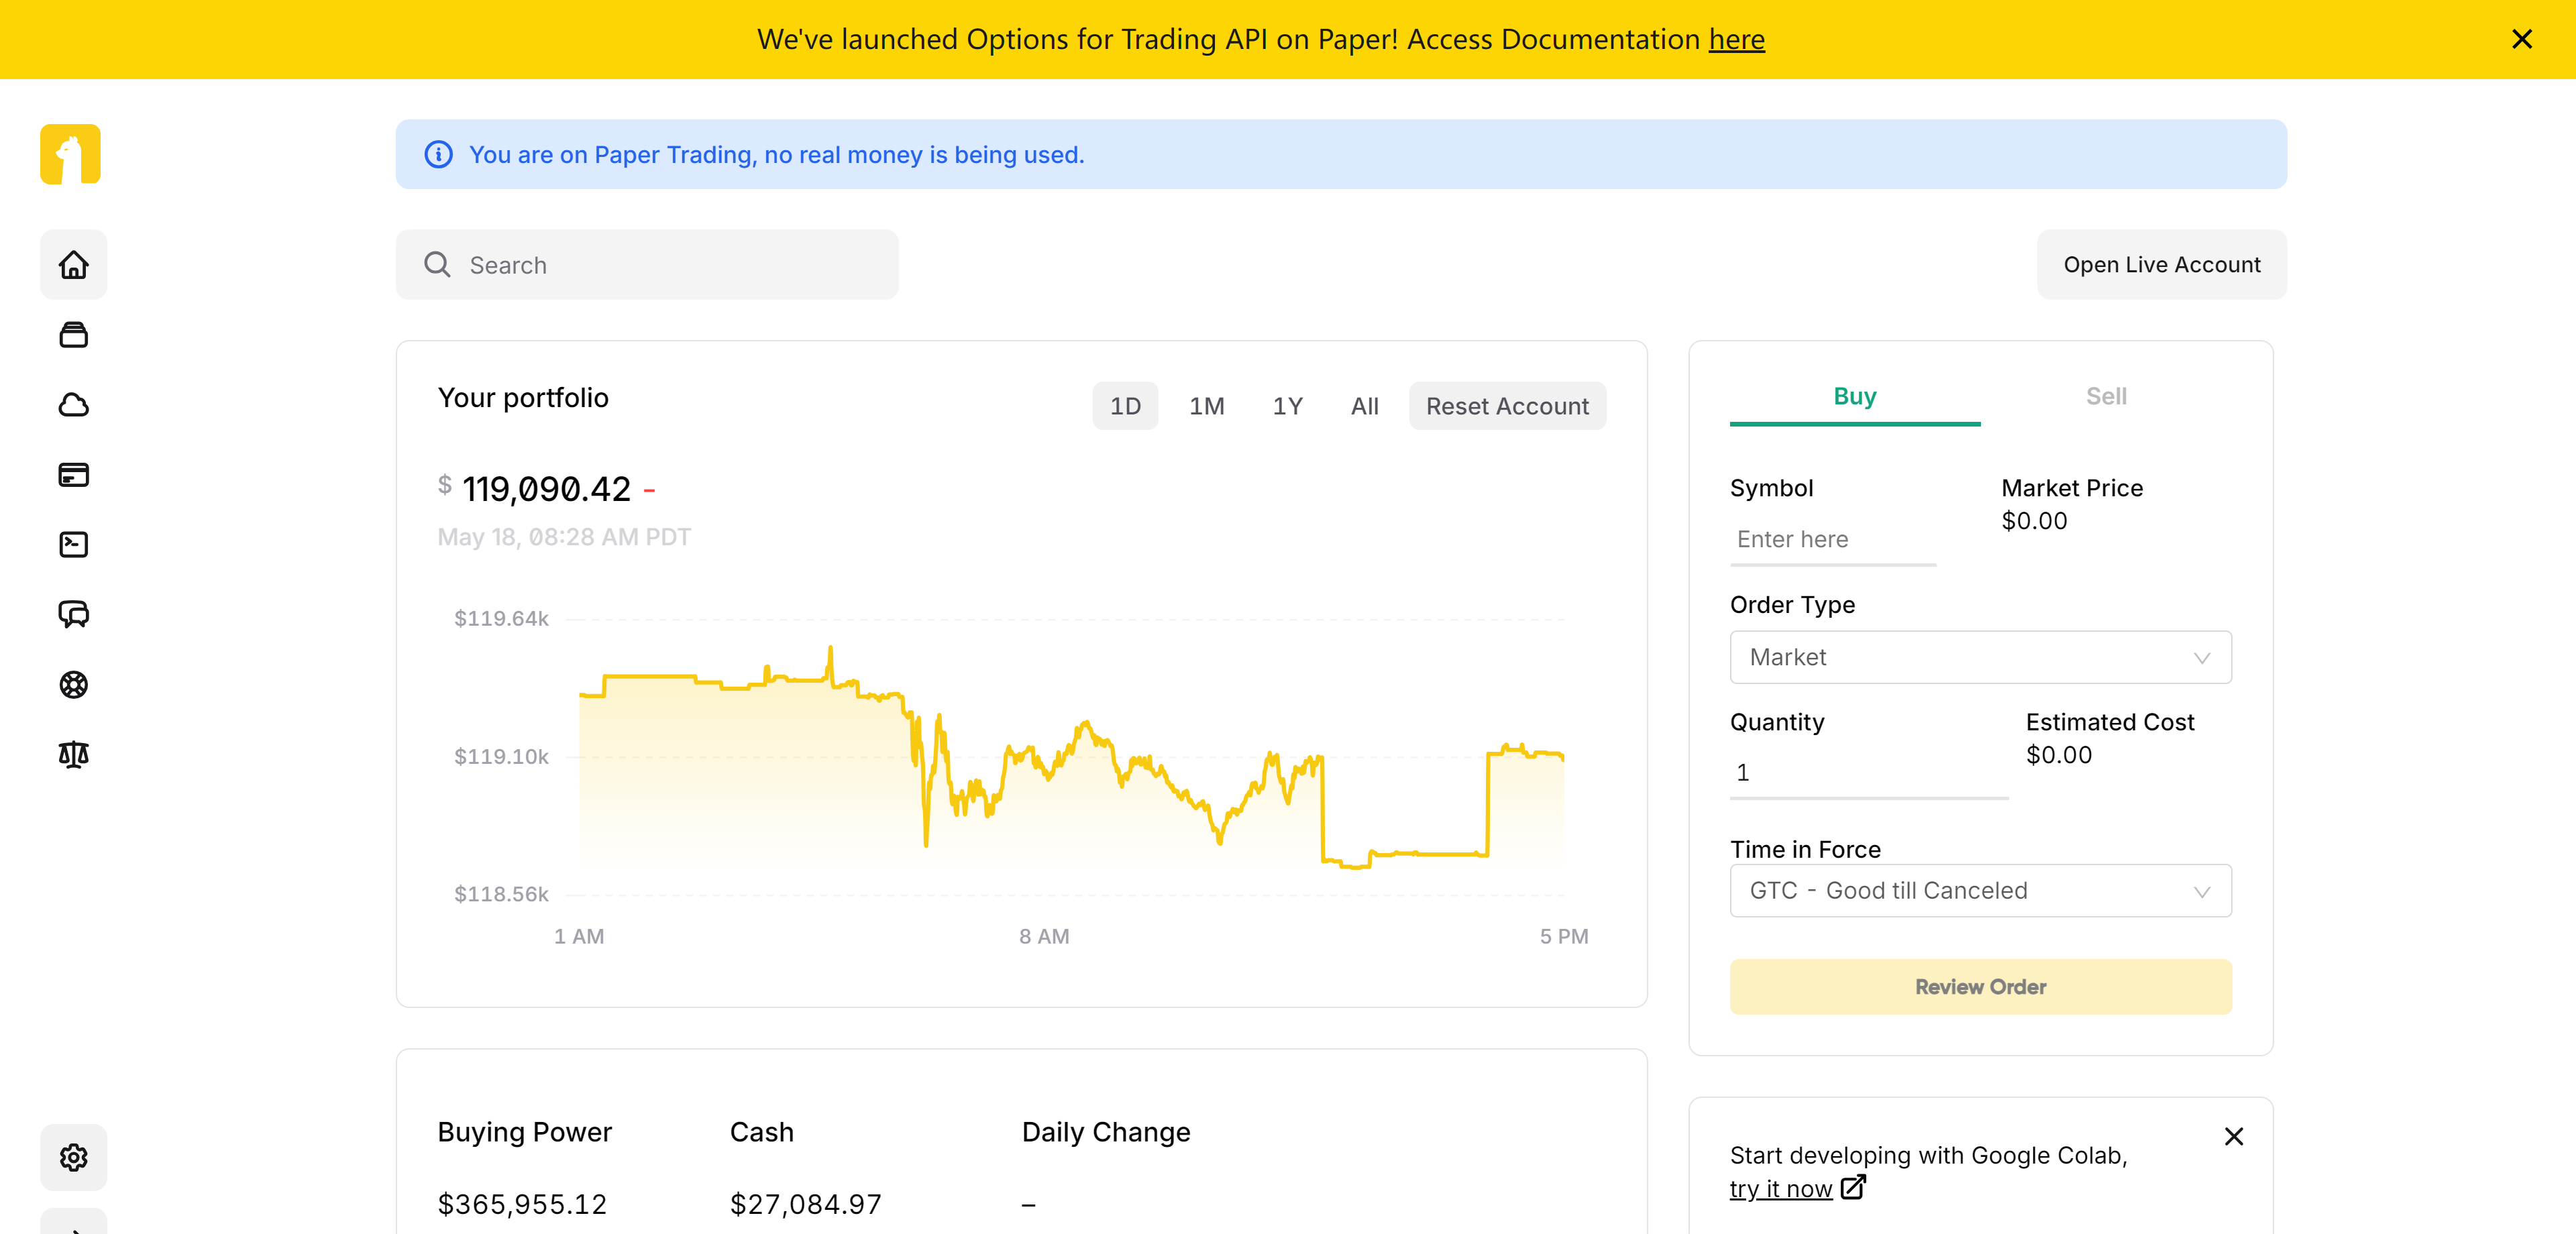 We've launched Options for Trading API on Paper! Access Documentation here
You are on Paper Trading, no real money is being used.
Search
Open Live Account
Your portfolio
1D 1M 1Y All Reset Account
$ 119,090.42 -
May 18, 08:28 AM PDT
$119.64k
$119.10k
$118.56k
1 AM 8 AM 5 PM
Buy Sell
Symbol Market Price
$0.00
Enter here
Order Type
Market
Quantity Estimated Cost
$0.00
1
Time in Force
GTC - Good till Canceled
Review Order
Buying Power Cash Daily Change
$365,955.12 $27,084.97 –
Start developing with Google Colab,
try it now